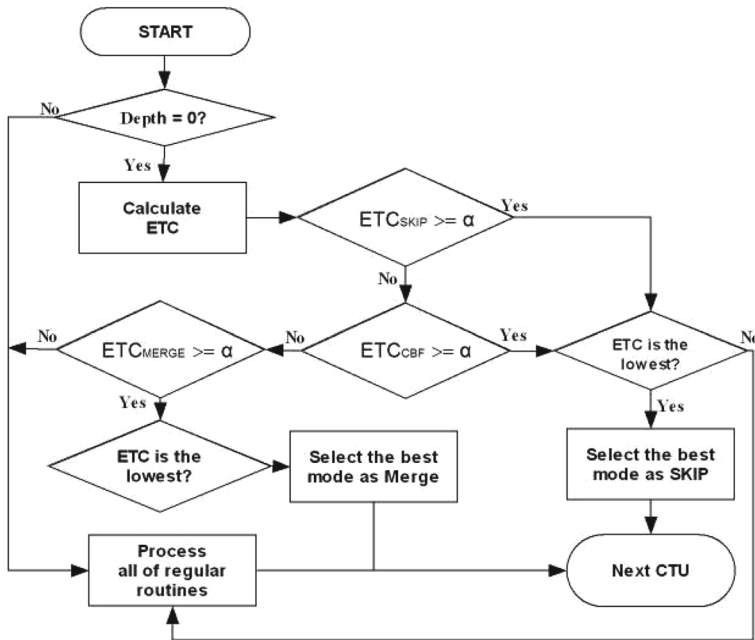 START
No
Depth = 0?
Yes
Calculate
ETC
ETCSKIP >= α
Yes
No
No
ETCMERGE >= α
No
ETCCBF >= α
Yes
ETC is the
lowest?
No
Yes
Yes
ETC is the
lowest?
Select the best
mode as Merge
Select the best
mode as SKIP
Process
all of regular
routines
Next CTU